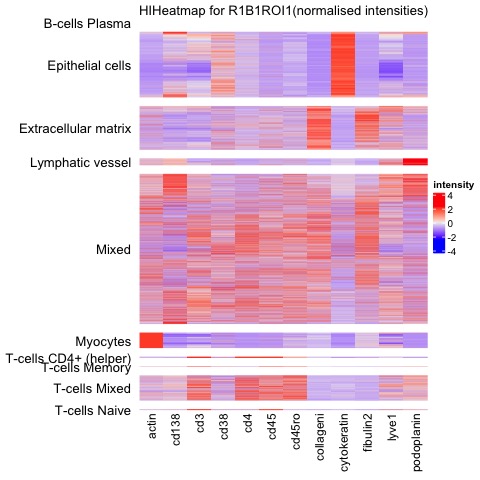 HIHeatmap for R1B1ROI1(normalised intensities)
B-cells Plasma
Epithelial cells
Extracellular matrix
Lymphatic vessel
Mixed
Myocytes
T-cells CD4+ (helper)
T-cells Memory
T-cells Mixed
T-cells Naive
intensity
4
2
0
-2
-4
actin
cd138
cd3
cd38
cd4
cd45
cd45ro
collageni
cytokeratin
fibulin2
lyve1
podoplanin